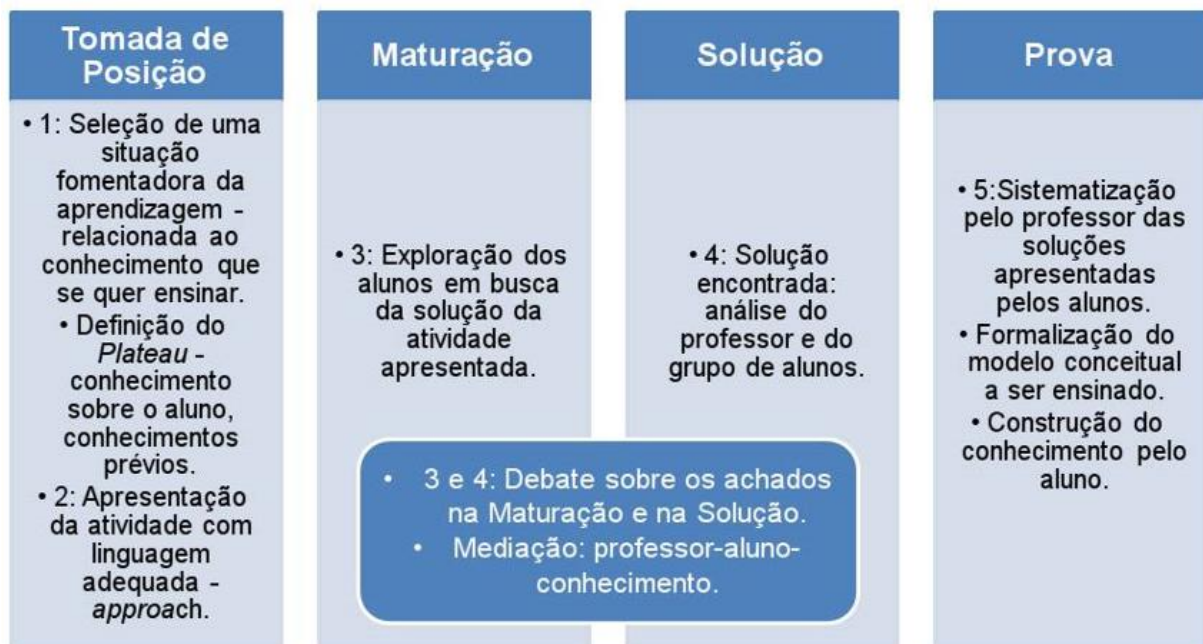 Tomada de
Posição
• 1: Seleção de uma
situação
fomentadora da
aprendizagem -
relacionada ao
conhecimento que
se quer ensinar.
• Definição do
Plateau -
conhecimento
sobre o aluno,
conhecimentos
prévios.
• 2: Apresentação
da atividade com
linguagem
adequada -
approach.
Maturação
• 3: Exploração dos
alunos em busca
da solução da
atividade
apresentada.
Solução
• 4: Solução
encontrada:
análise do
professor e do
grupo de alunos.
• 3 e 4: Debate sobre os achados
na Maturação e na Solução.
• Mediação: professor-aluno-
conhecimento.
Prova
• 5:Sistematização
pelo professor das
soluções
apresentadas
pelos alunos.
• Formalização do
modelo conceitual
a ser ensinado.
• Construção do
conhecimento pelo
aluno.